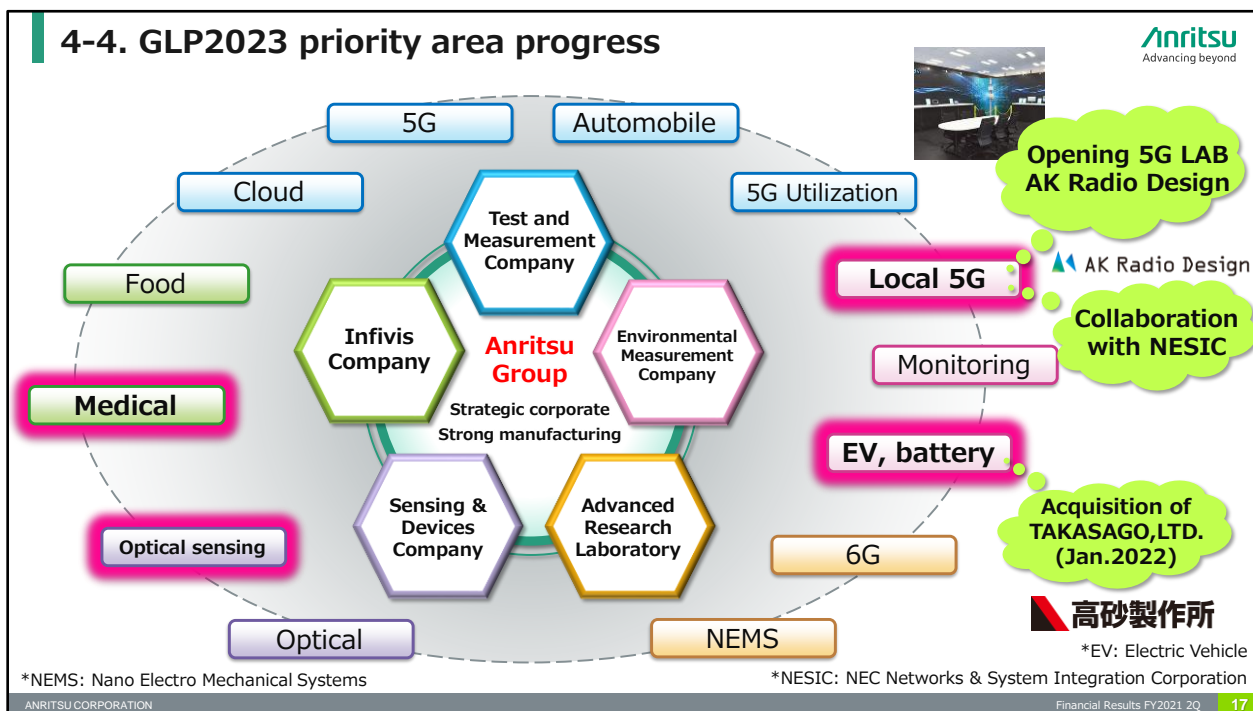 4-4. GLP2023 priority area progress
Anritsu
Advancing beyond
5G
Automobile
Cloud
5G Utilization
Food
Local 5G
Medical
Monitoring
EV, battery
Optical sensing
6G
Optical
NEMS
Test and
Measurement
Company
Infivis
Company
Environmental
Measurement
Company
Anritsu
Group
Strategic corporate
Strong manufacturing
Sensing &
Devices
Company
Advanced
Research
Laboratory
Opening 5G LAB
AK Radio Design
AK Radio Design
Collaboration
with NESIC
Acquisition of
TAKASAGO,LTD.
(Jan.2022)
高砂製作所
*EV: Electric Vehicle
*NEMS: Nano Electro Mechanical Systems
*NESIC: NEC Networks & System Integration Corporation
ANRITSU CORPORATION
Financial Results FY2021 2Q
17